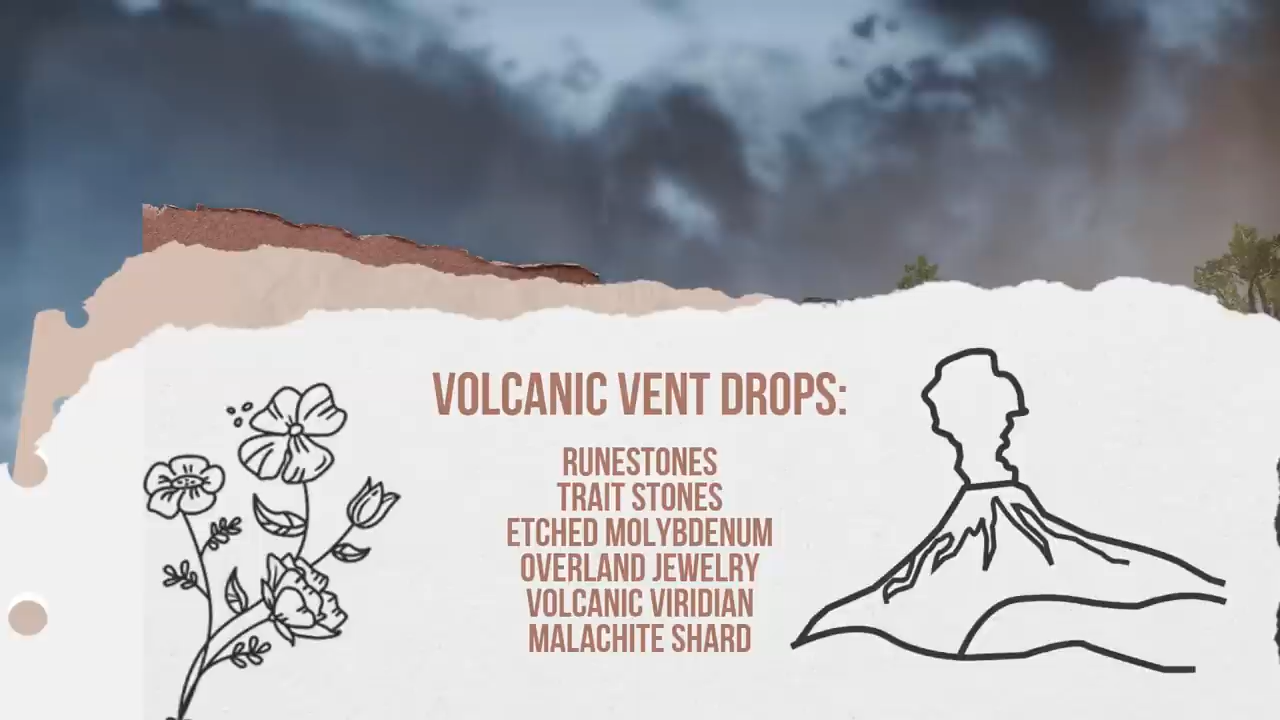 VOLCANIC VENT DROPS:
RUNESTONES
TRAIT STONES
ETCHED MOLYBDENUM
OVERLAND JEWELRY
VOLCANIC VIRIDIAN
MALACHITE SHARD